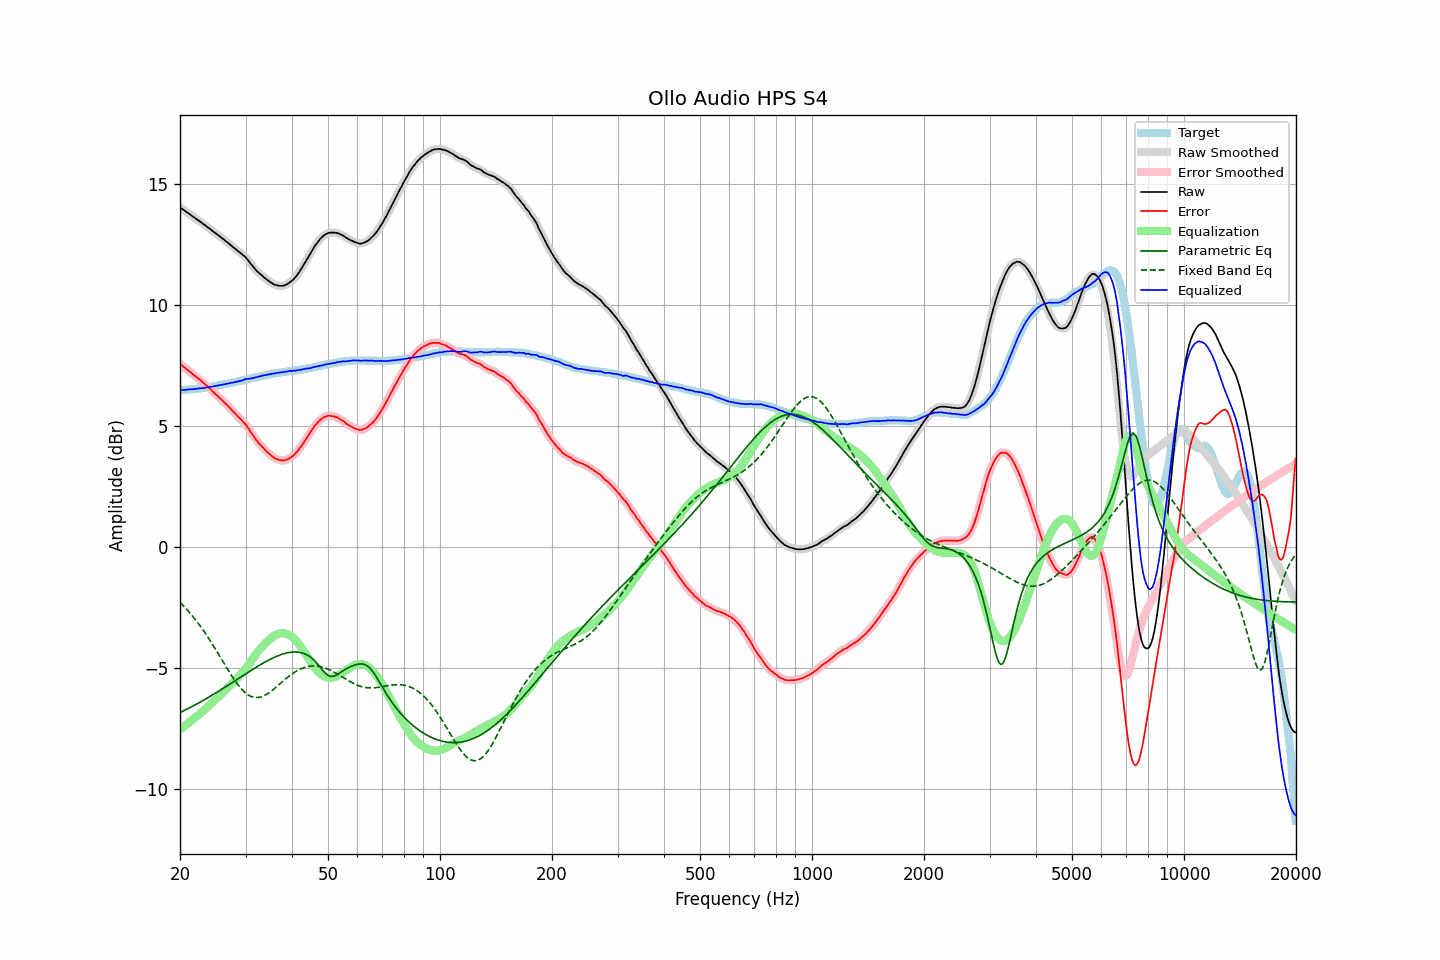 Ollo Audio HPS S4
Target
Raw Smoothed
Error Smoothed
Raw
Error
Equalization
Parametric Eq
Fixed Band Eq
Equalized
Amplitude (dBr)
15
10
5
0
−5
−10
20
50
100
200
500
1000
2000
5000
10000
20000
Frequency (Hz)